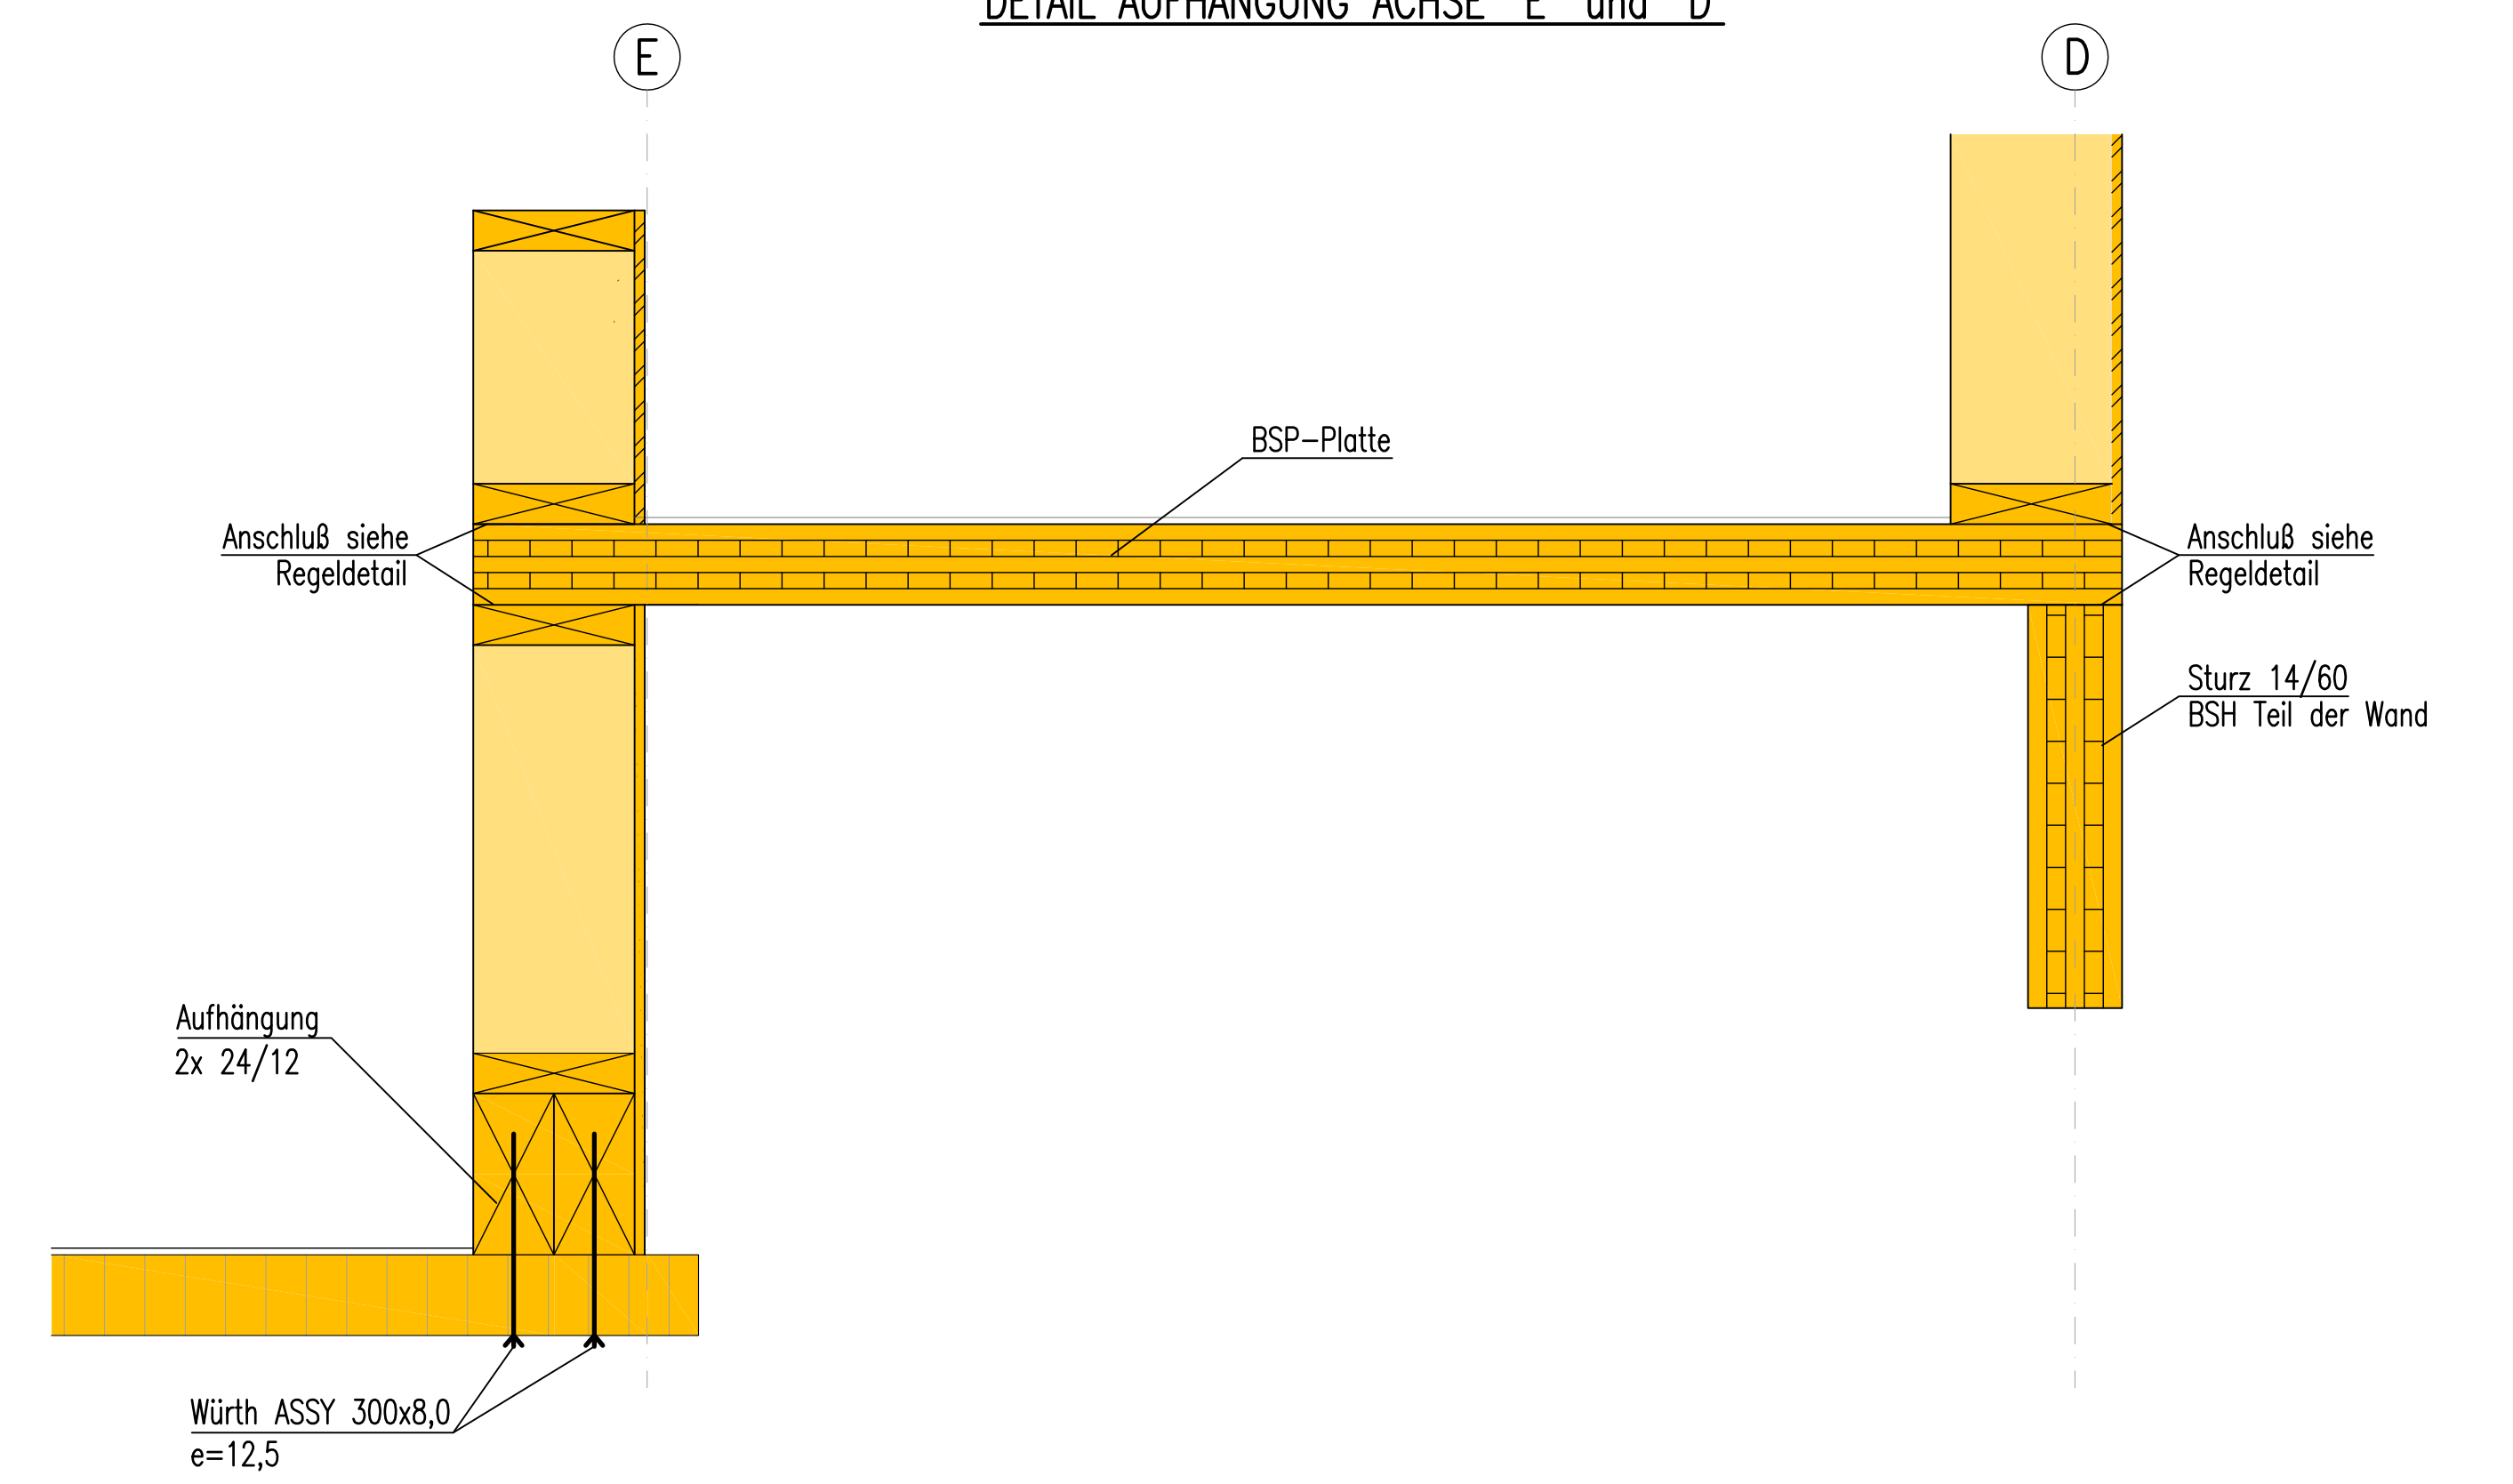 DETAIL AUFHÄNGUNG ACHSE "E" und "D"
E
D
BSP-Platte
Anschluß siehe
Regeldetail
Anschluß siehe
Regeldetail
Sturz 14/60
BSH Teil der Wand
Aufhängung
2x 24/12
Würth ASSY 300x8,0
e=12,5